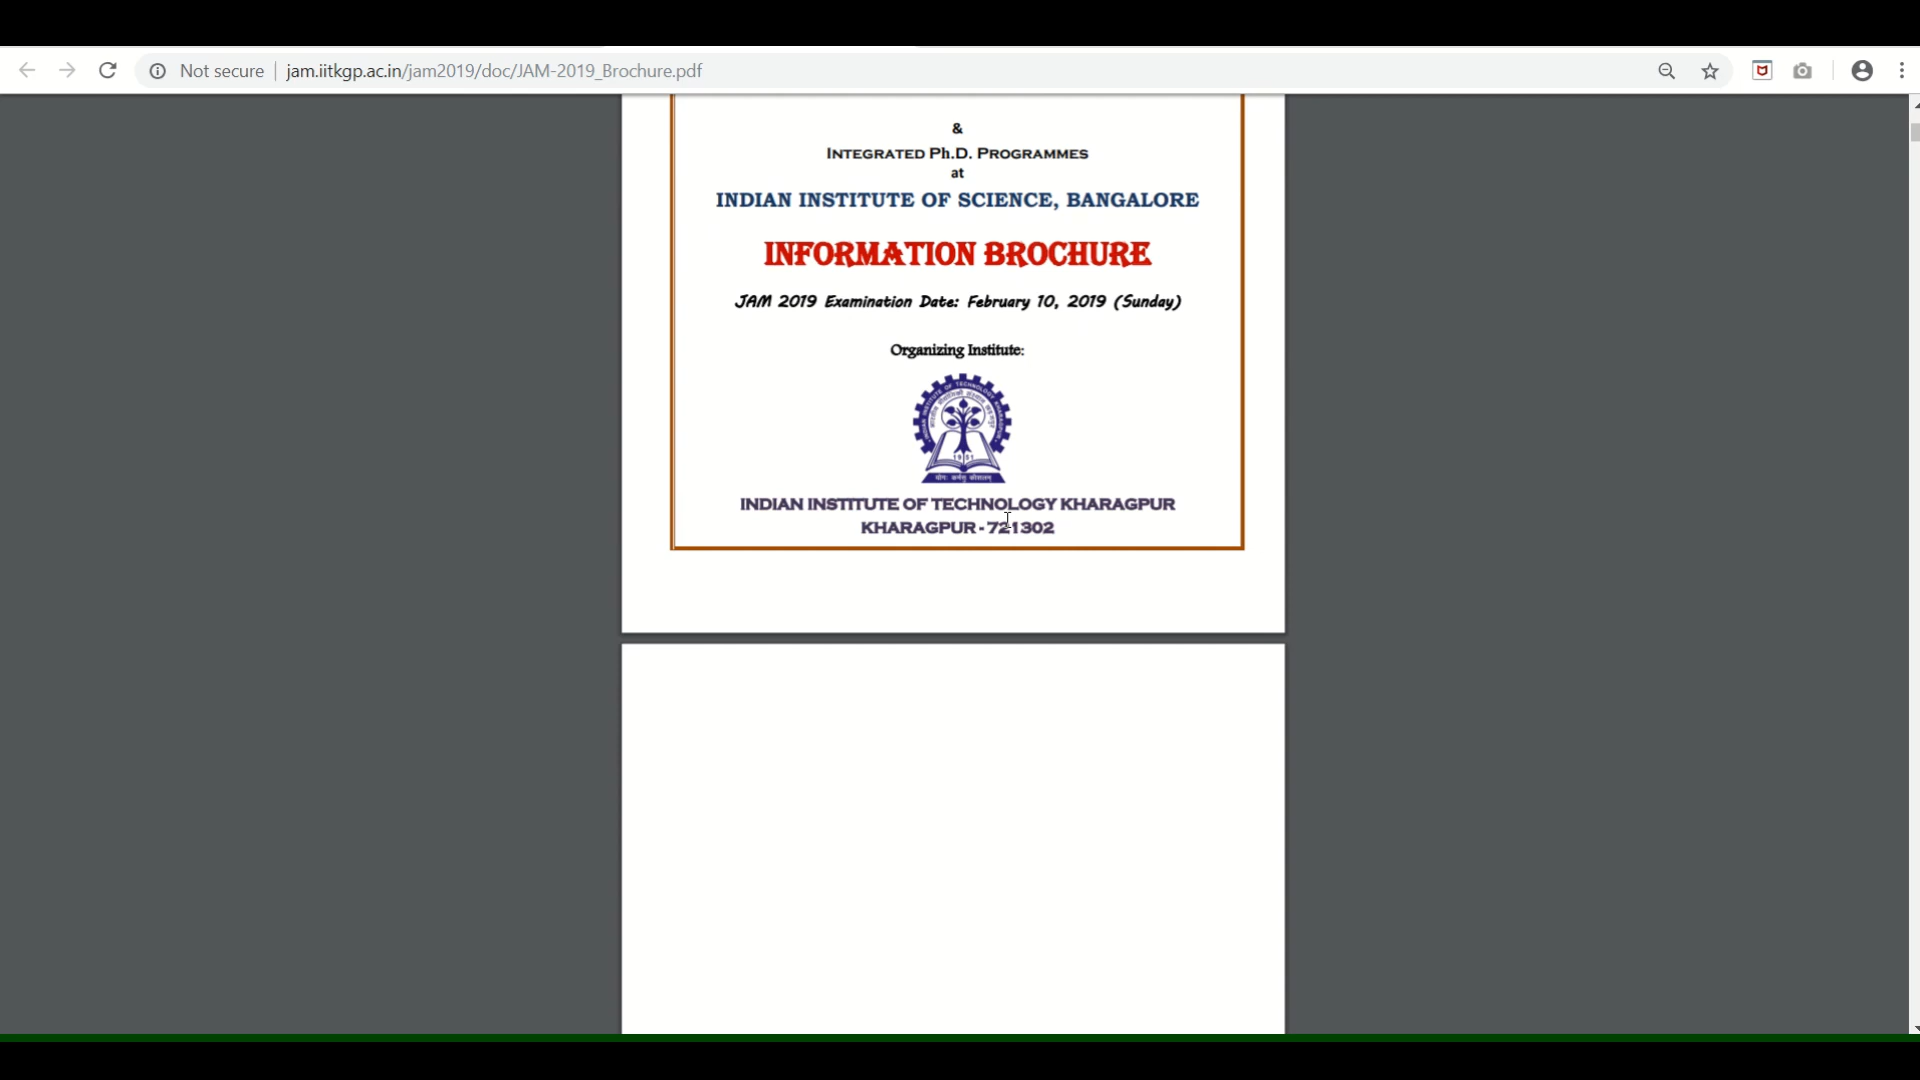 Not secure jam.iitkgp.ac.in/jam2019/doc/JAM-2019_Brochure.pdf
&
INTEGRATED Ph.D. PROGRAMMES
at
INDIAN INSTITUTE OF SCIENCE, BANGALORE
INFORMATION BROCHURE
JAM 2019 Examination Date: February 10, 2019 (Sunday)
Organizing Institute:
1951
INDIAN INSTITUTE OF TECHNOLOGY KHARAGPUR
KHARAGPUR - 721302